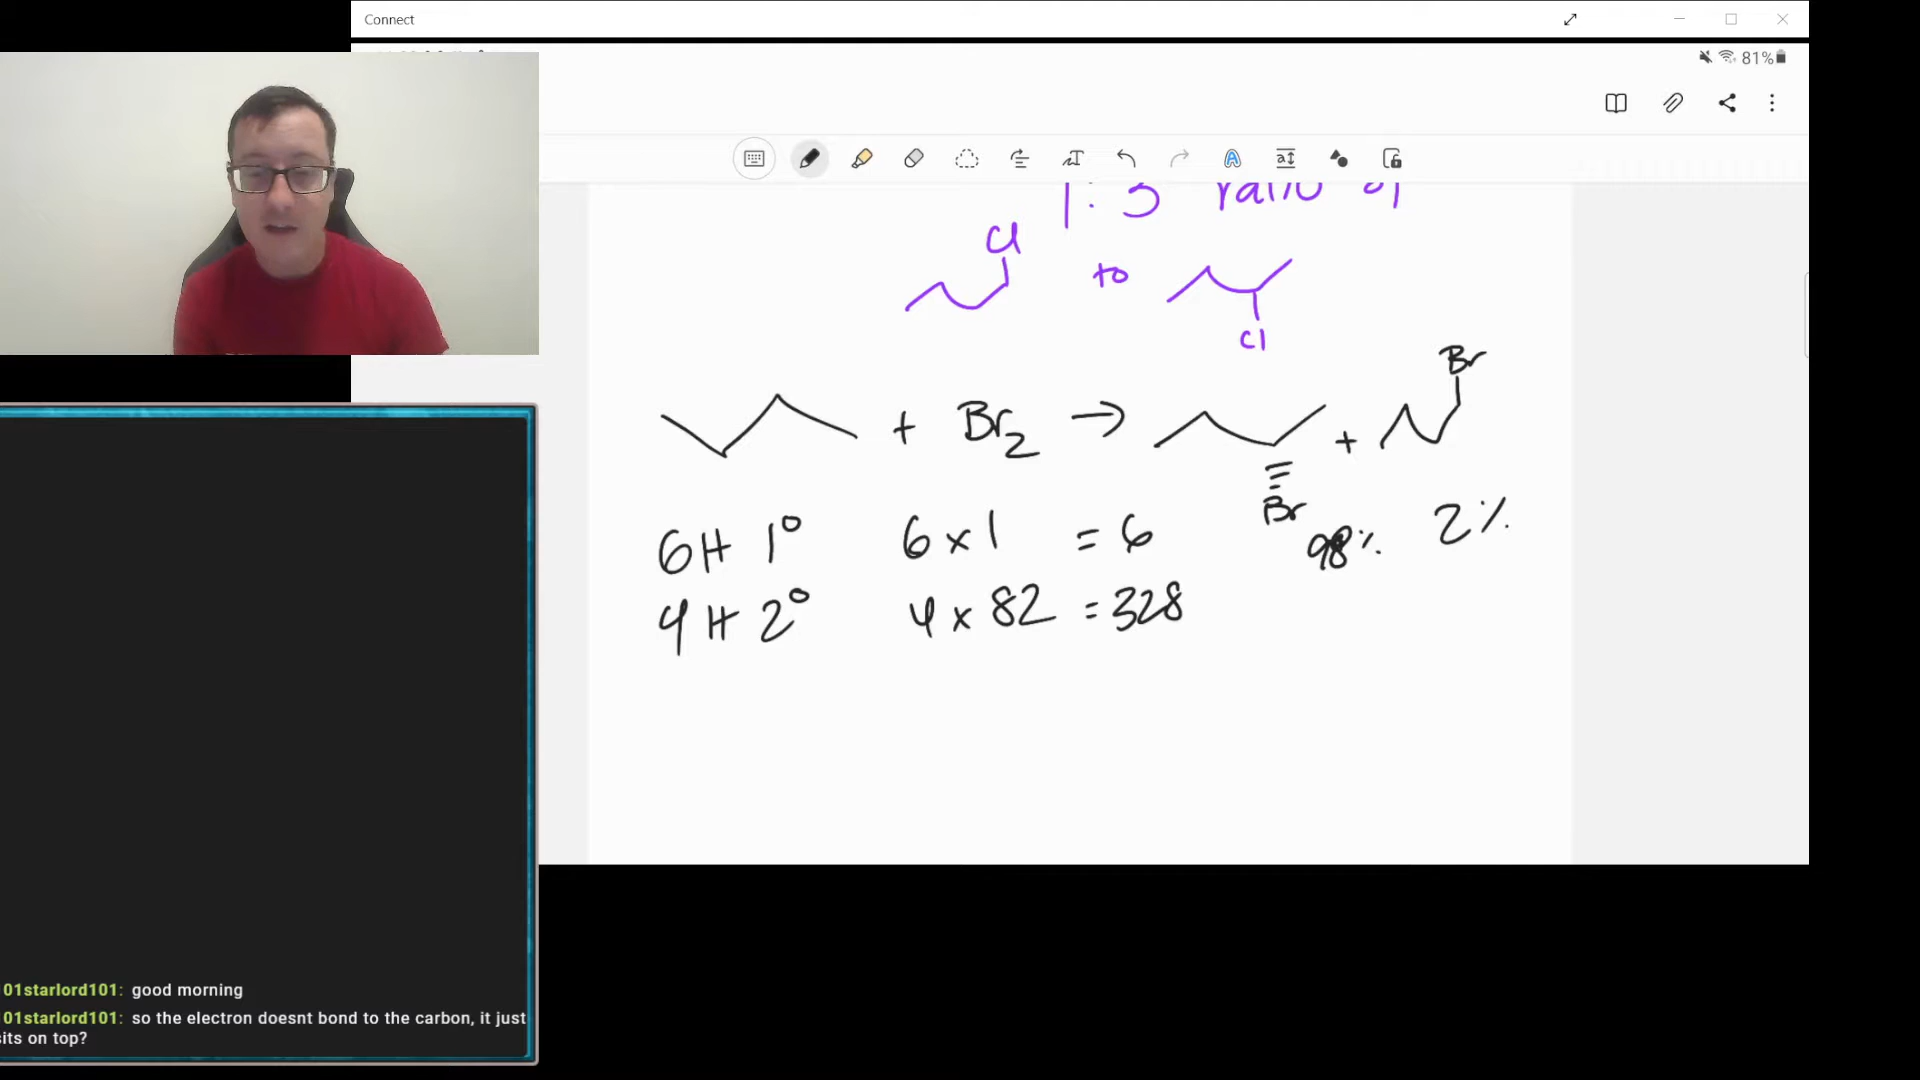 Connect
81%
1:3 ratio of
Cl
to
Cl
Br
+ Br2 → +
Br
6H 1° 6 x 1 = 6
98% 2%
4H 2° 4 x 82 = 328
01starlord101: good morning
01starlord101: so the electron doesnt bond to the carbon, it just
sits on top?